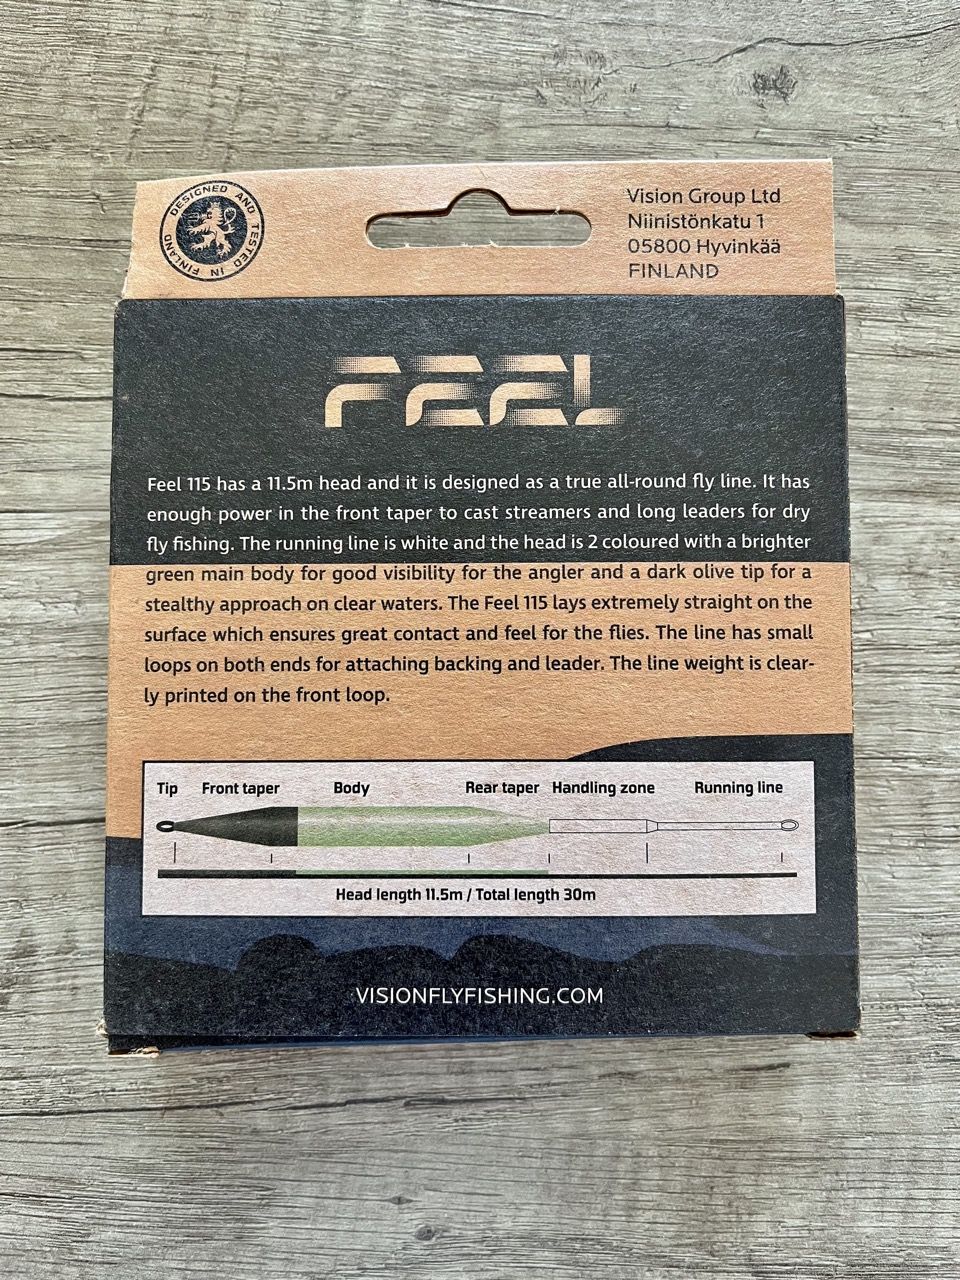 DESIGNED AND TESTED IN FINLAND
Vision Group Ltd
Niinistönkatu 1
05800 Hyvinkää
FINLAND
FEEL
Feel 115 has a 11.5m head and it is designed as a true all-round fly line. It has
enough power in the front taper to cast streamers and long leaders for dry
fly fishing. The running line is white and the head is 2 coloured with a brighter
green main body for good visibility for the angler and a dark olive tip for a
stealthy approach on clear waters. The Feel 115 lays extremely straight on the
surface which ensures great contact and feel for the flies. The line has small
loops on both ends for attaching backing and leader. The line weight is clear-
ly printed on the front loop.
Tip Front taper Body Rear taper Handling zone Running line
Head length 11.5m / Total length 30m
VISIONFLYFISHING.COM